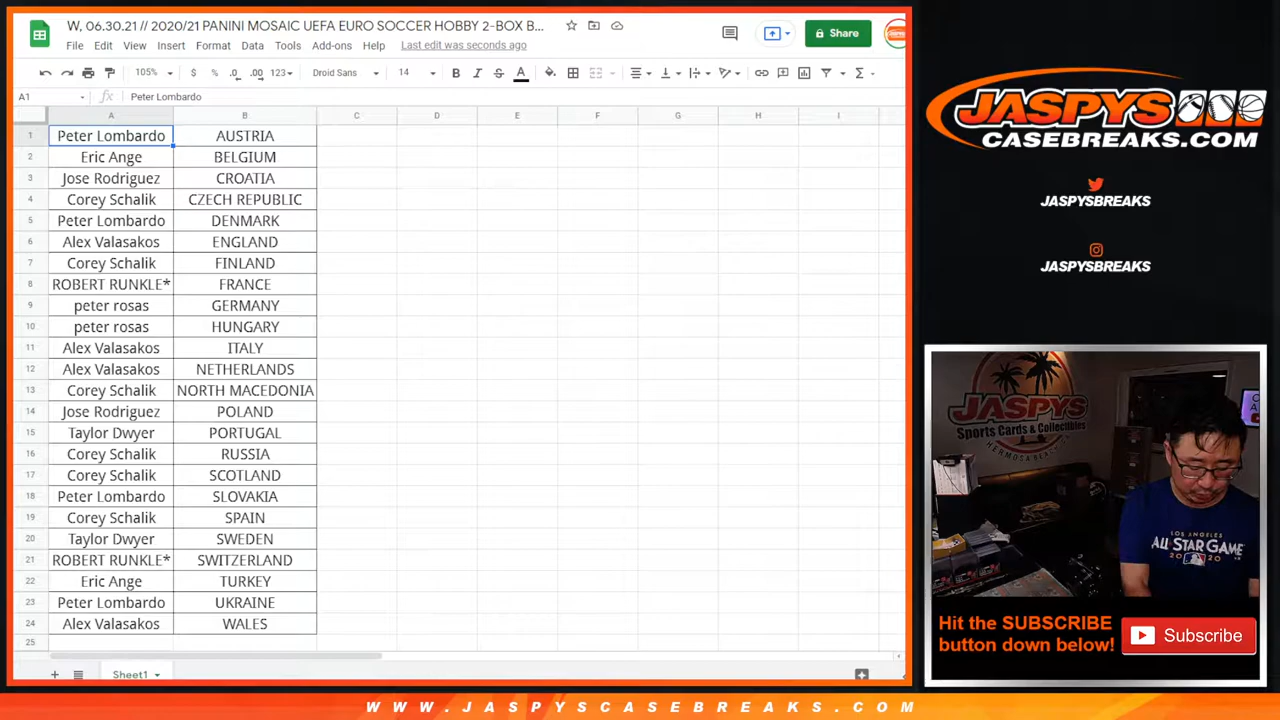 W, 06.30.21 // 2020/21 PANINI MOSAIC UEFA EURO SOCCER HOBBY 2-BOX B...
File Edit View Insert Format Data Tools Add-ons Help Last edit was seconds ago
Share
105% $ % .0 .00 123 Droid Sans 14 B I S A
A1 fx Peter Lombardo
A B C D E F G H I
1 Peter Lombardo AUSTRIA
2 Eric Ange BELGIUM
3 Jose Rodriguez CROATIA
4 Corey Schalik CZECH REPUBLIC
5 Peter Lombardo DENMARK
6 Alex Valasakos ENGLAND
7 Corey Schalik FINLAND
8 ROBERT RUNKLE* FRANCE
9 peter rosas GERMANY
10 peter rosas HUNGARY
11 Alex Valasakos ITALY
12 Alex Valasakos NETHERLANDS
13 Corey Schalik NORTH MACEDONIA
14 Jose Rodriguez POLAND
15 Taylor Dwyer PORTUGAL
16 Corey Schalik RUSSIA
17 Corey Schalik SCOTLAND
18 Peter Lombardo SLOVAKIA
19 Corey Schalik SPAIN
20 Taylor Dwyer SWEDEN
21 ROBERT RUNKLE* SWITZERLAND
22 Eric Ange TURKEY
23 Peter Lombardo UKRAINE
24 Alex Valasakos WALES
25
Sheet1
JASPYS
CASEBREAKS.COM
JASPYSBREAKS
JASPYSBREAKS
JASPYS
Sports Cards & Collectibles
HERMOSA BEACH
LOS ANGELES
ALL STAR GAME
2020
Hit the SUBSCRIBE
button down below!
Subscribe
WWW.JASPYSCASEBREAKS.COM